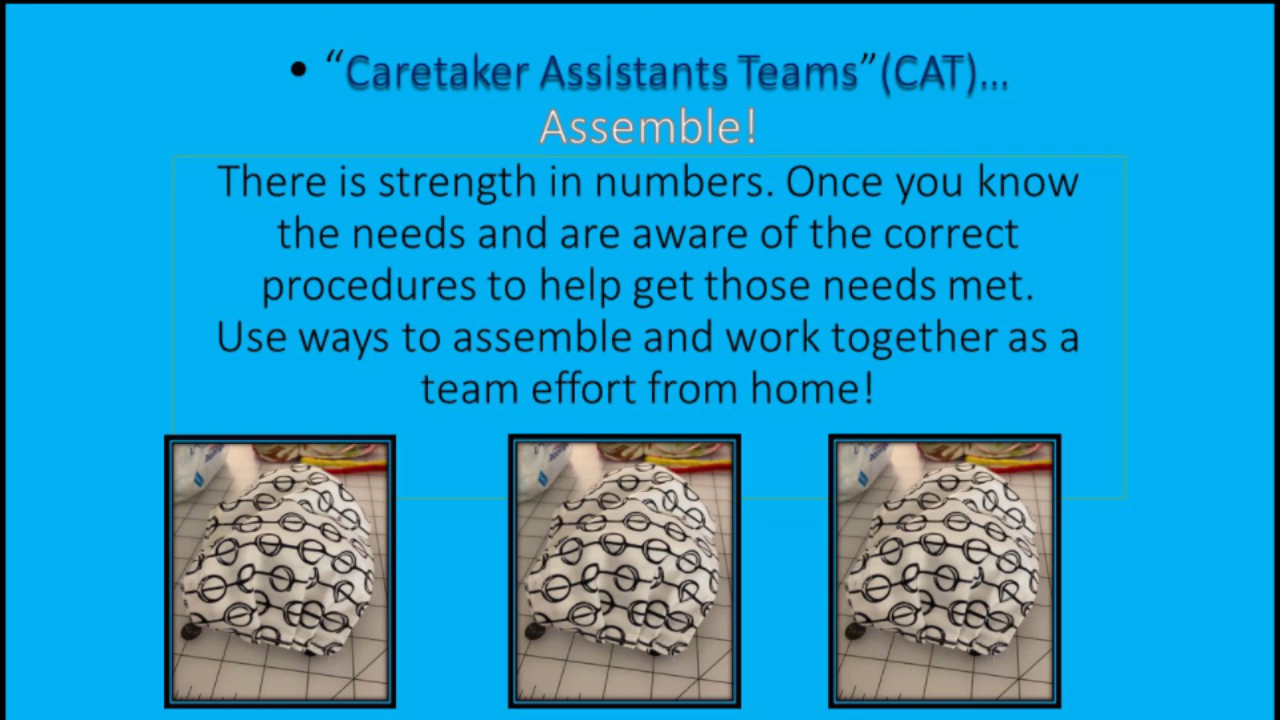 • “Caretaker Assistants Teams”(CAT)...
Assemble!
There is strength in numbers. Once you know
the needs and are aware of the correct
procedures to help get those needs met.
Use ways to assemble and work together as a
team effort from home!